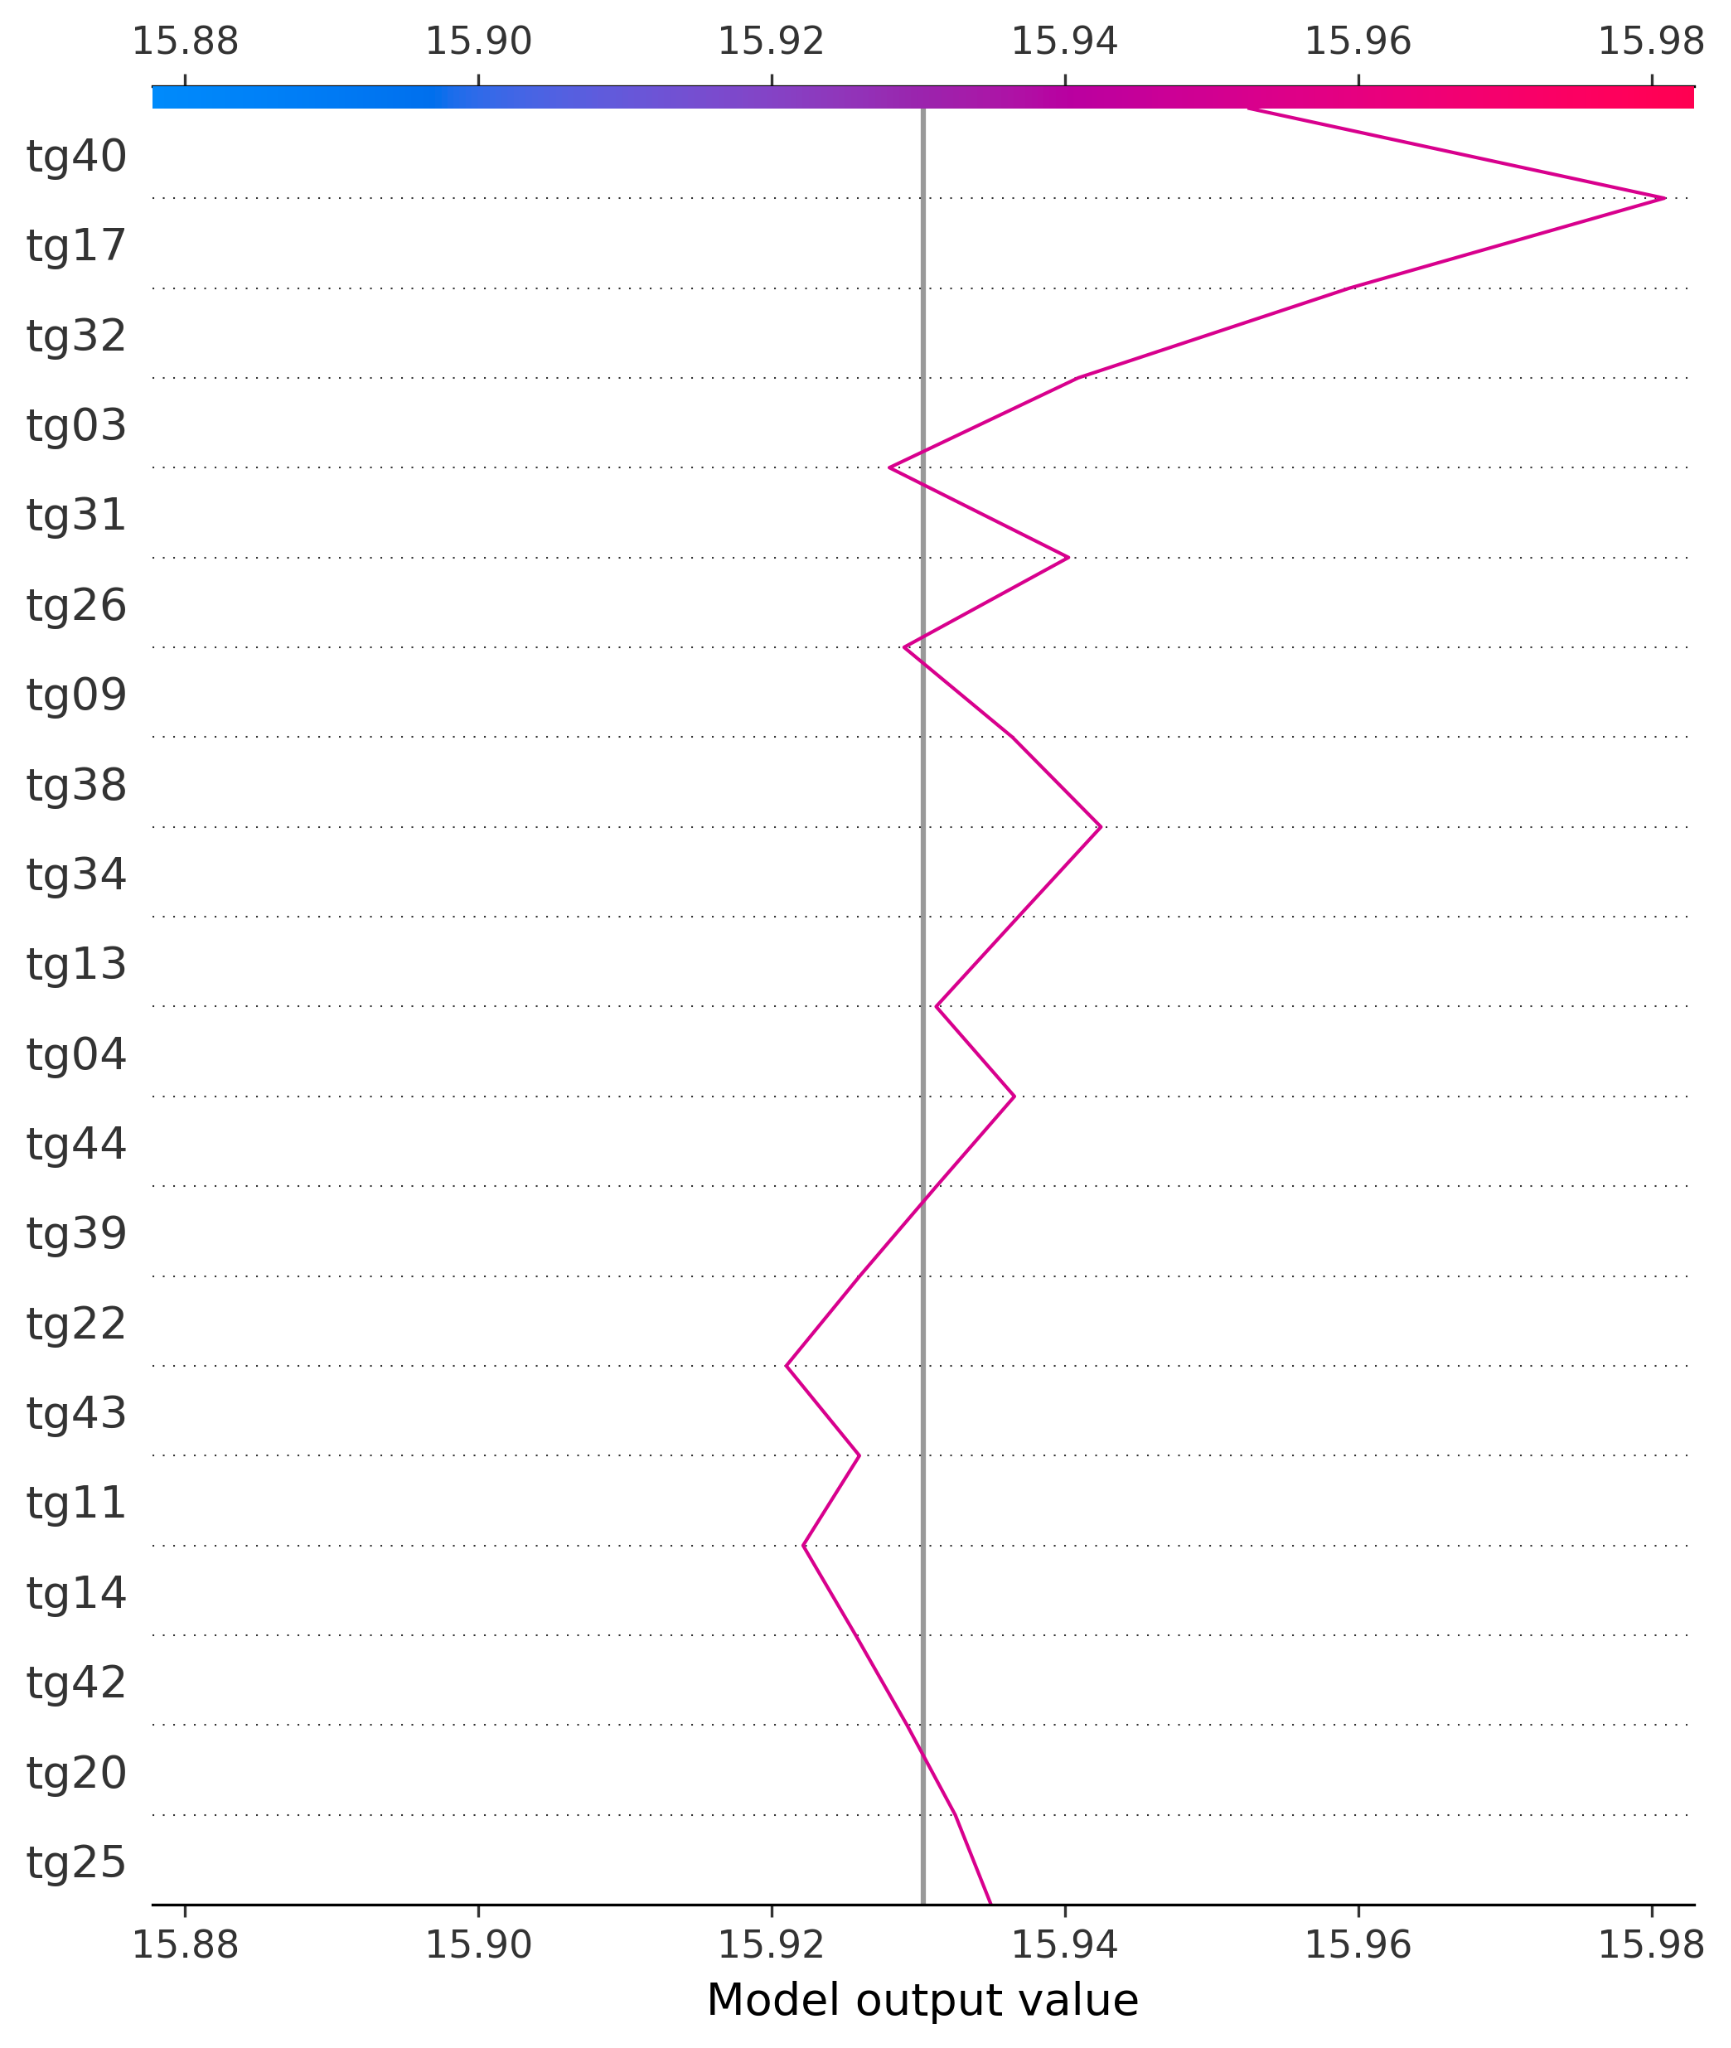 15.88 15.90 15.92 15.94 15.96 15.98
tg40
tg17
tg32
tg03
tg31
tg26
tg09
tg38
tg34
tg13
tg04
tg44
tg39
tg22
tg43
tg11
tg14
tg42
tg20
tg25
15.88 15.90 15.92 15.94 15.96 15.98
Model output value